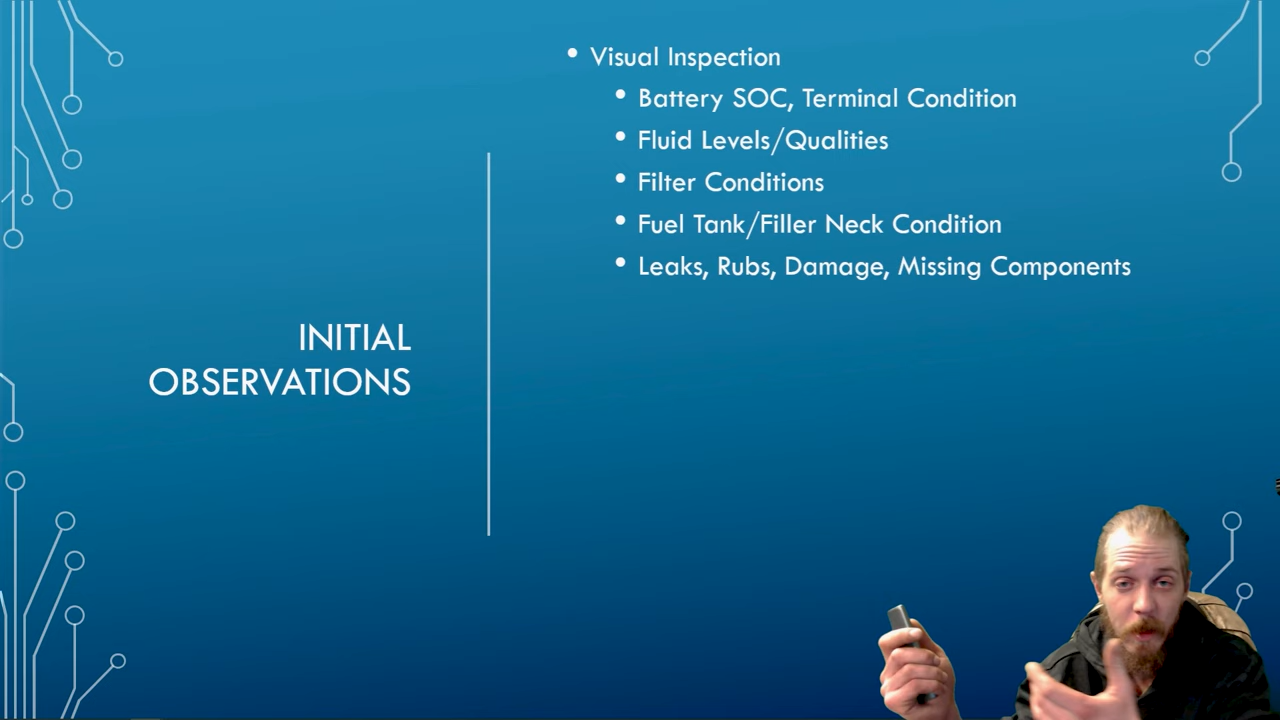 INITIAL
OBSERVATIONS
• Visual Inspection
• Battery SOC, Terminal Condition
• Fluid Levels/Qualities
• Filter Conditions
• Fuel Tank/Filler Neck Condition
• Leaks, Rubs, Damage, Missing Components